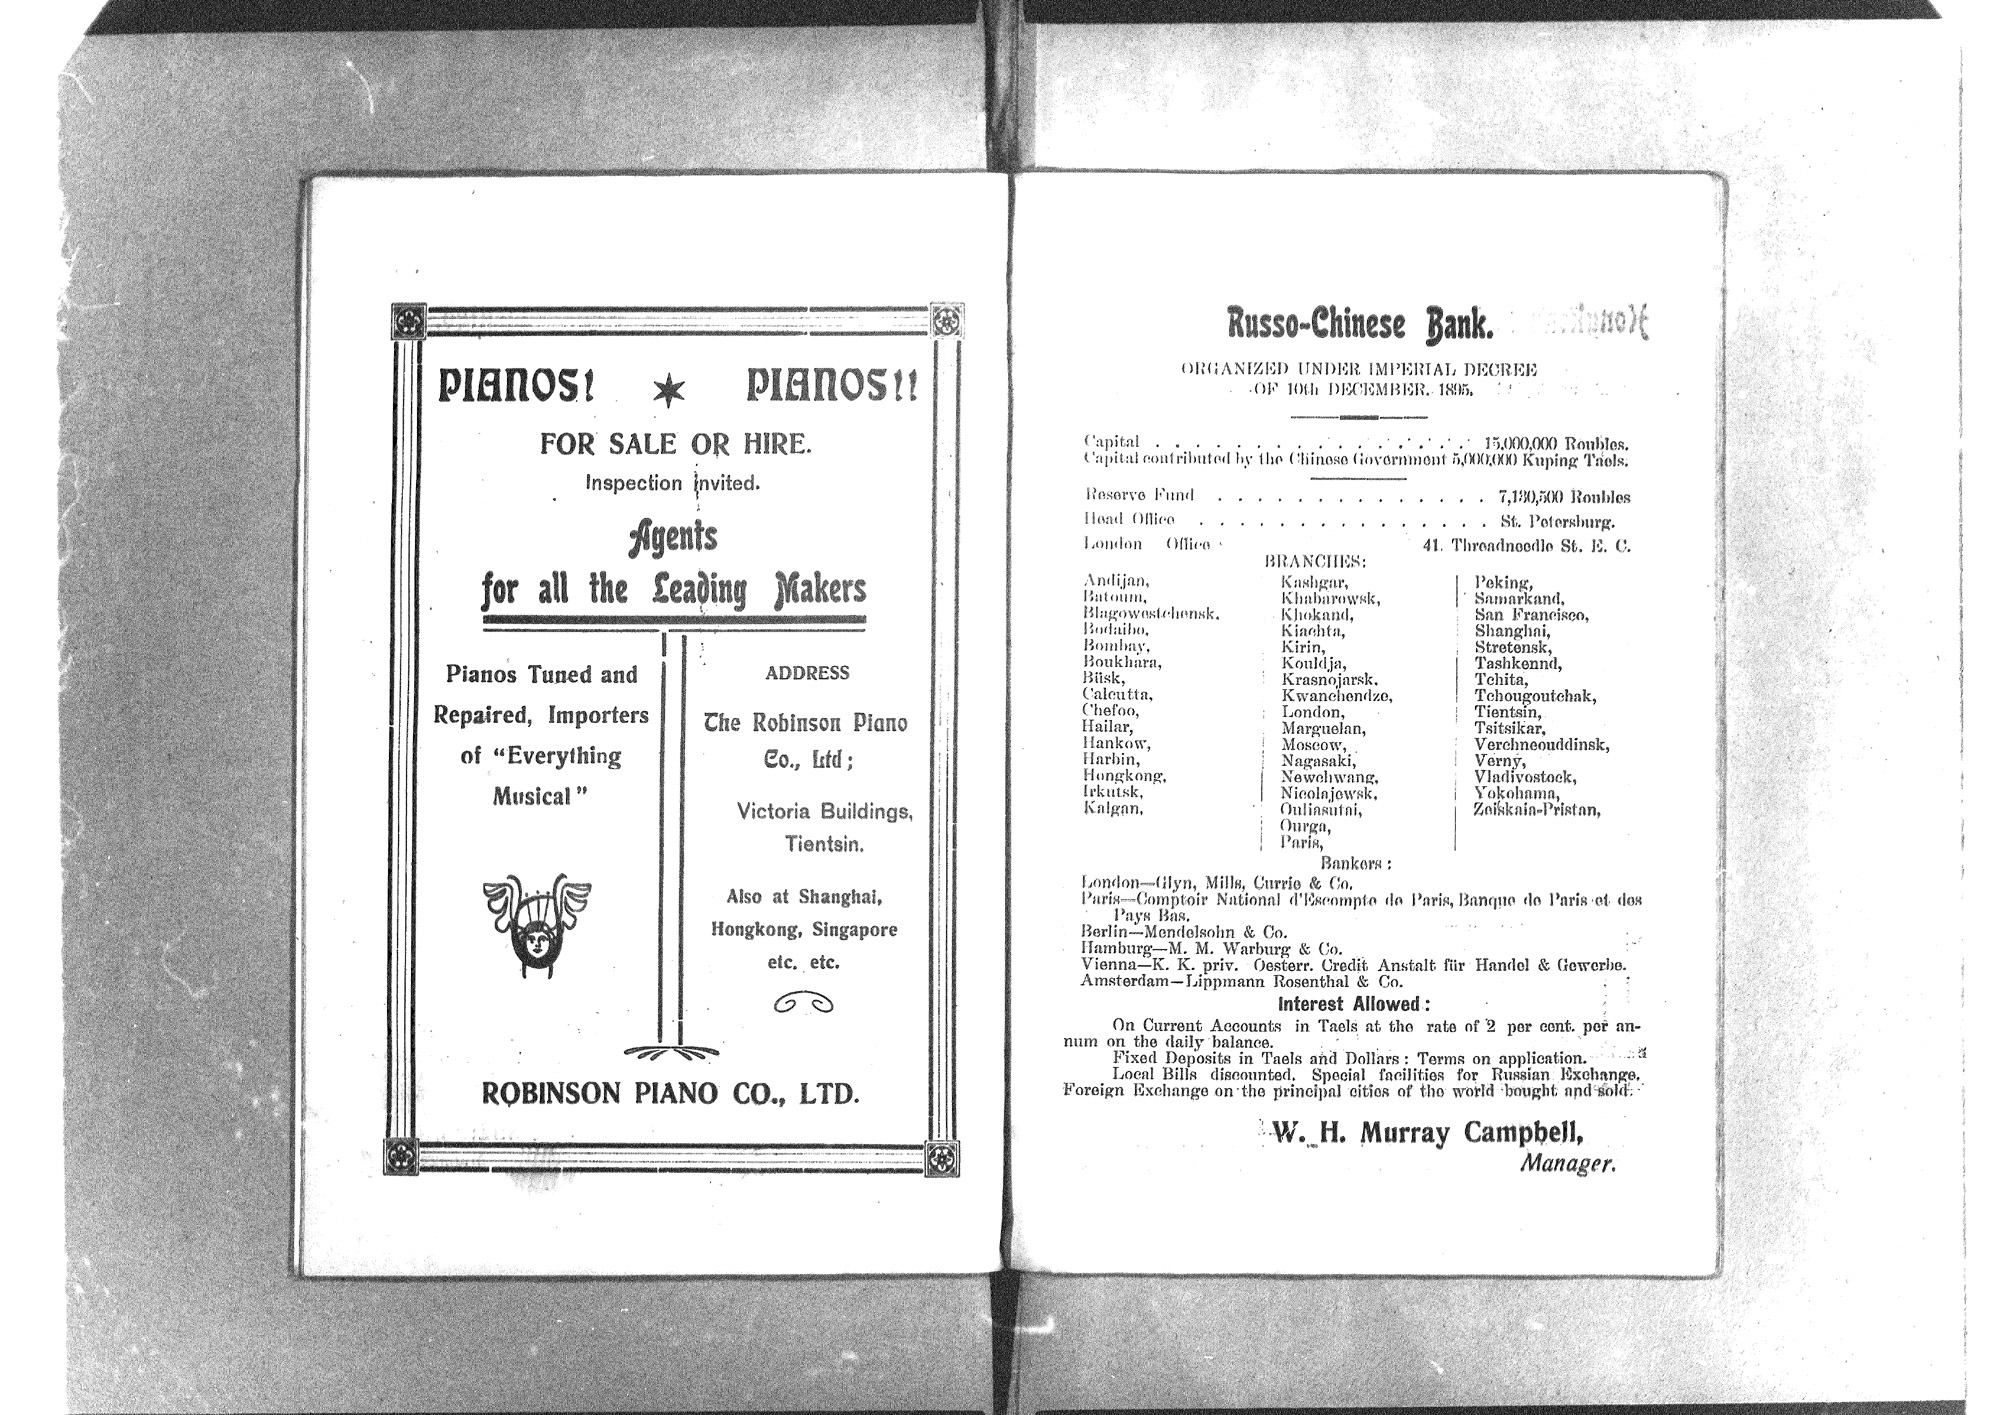 PIANOS! ✶ PIANOS!!
FOR SALE OR HIRE.
Inspection invited.
Agents
for all the Leading Makers
Pianos Tuned and
Repaired, Importers
of “Everything
Musical”
ADDRESS
The Robinson Piano
Co., Ltd;
Victoria Buildings,
Tientsin.
Also at Shanghai,
Hongkong, Singapore
etc. etc.
ROBINSON PIANO CO., LTD.
Russo-Chinese Bank.
ORGANIZED UNDER IMPERIAL DECREE
OF 10th DECEMBER, 1895.
Capital . . . . . . . . . . . . . . . . 15,000,000 Roubles.
Capital contributed by the Chinese Government 5,000,000 Kuping Taels.
Reserve Fund . . . . . . . . . . . . . . 7,130,500 Roubles
Head Office . . . . . . . . . . . . . . . St. Petersburg.
London Office 41. Threadneedle St. E. C.
BRANCHES:
Andijan,
Batoum,
Blagowestchensk,
Bodaibo,
Bombay,
Boukhara,
Büsk,
Calcutta,
Chefoo,
Hailar,
Hankow,
Harbin,
Hongkong,
Irkutsk,
Kalgan,
Kashgar,
Khabarowsk,
Khokand,
Kiachta,
Kirin,
Kouldja,
Krasnojarsk,
Kwanchendze,
London,
Marguelan,
Moscow,
Nagasaki,
Newchwang,
Nicolajewsk,
Ouliasutai,
Ourga,
Paris,
Peking,
Samarkand,
San Francisco,
Shanghai,
Stretensk,
Tashkennd,
Tchita,
Tchougoutchak,
Tientsin,
Tsitsikar,
Verchneouddinsk,
Verny,
Vladivostock,
Yokohama,
Zeiskaia-Pristan,
Bankers :
London—Glyn, Mills, Currie & Co.
Paris—Comptoir National d'Escompte de Paris, Banque de Paris et des
Pays Bas.
Berlin—Mendelsohn & Co.
Hamburg—M. M. Warburg & Co.
Vienna—K. K. priv. Oesterr. Credit Anstalt für Handel & Gewerbe.
Amsterdam—Lippmann Rosenthal & Co.
Interest Allowed :
On Current Accounts in Taels at the rate of 2 per cent. per an-
num on the daily balance.
Fixed Deposits in Taels and Dollars : Terms on application.
Local Bills discounted. Special facilities for Russian Exchange.
Foreign Exchange on the principal cities of the world bought and sold.
W. H. Murray Campbell,
Manager.